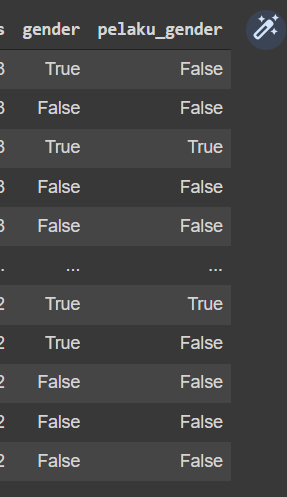 s gender pelaku_gender
3 True False
3 False False
3 True True
3 False False
3 False False
. ... ...
2 True True
2 True False
2 False False
2 False False
2 False False